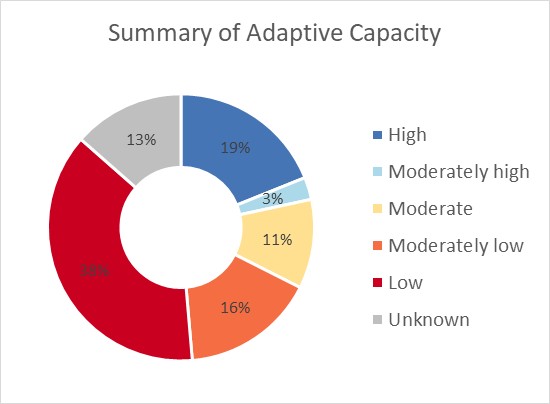 Summary of Adaptive Capacity
13%
19%
3%
11%
16%
38%
High
Moderately high
Moderate
Moderately low
Low
Unknown